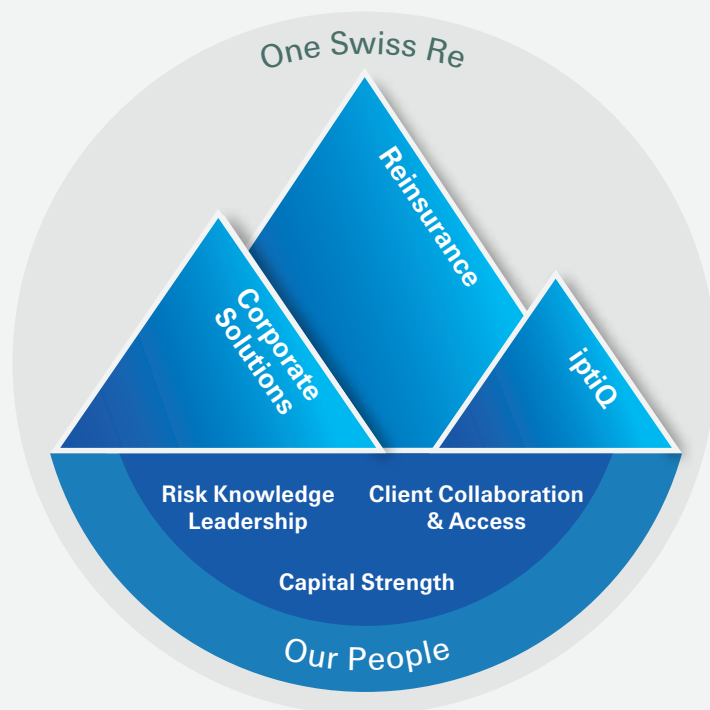 One Swiss Re
Reinsurance
Corporate
Solutions
iptiQ
Risk Knowledge
Leadership
Client Collaboration
& Access
Capital Strength
Our People